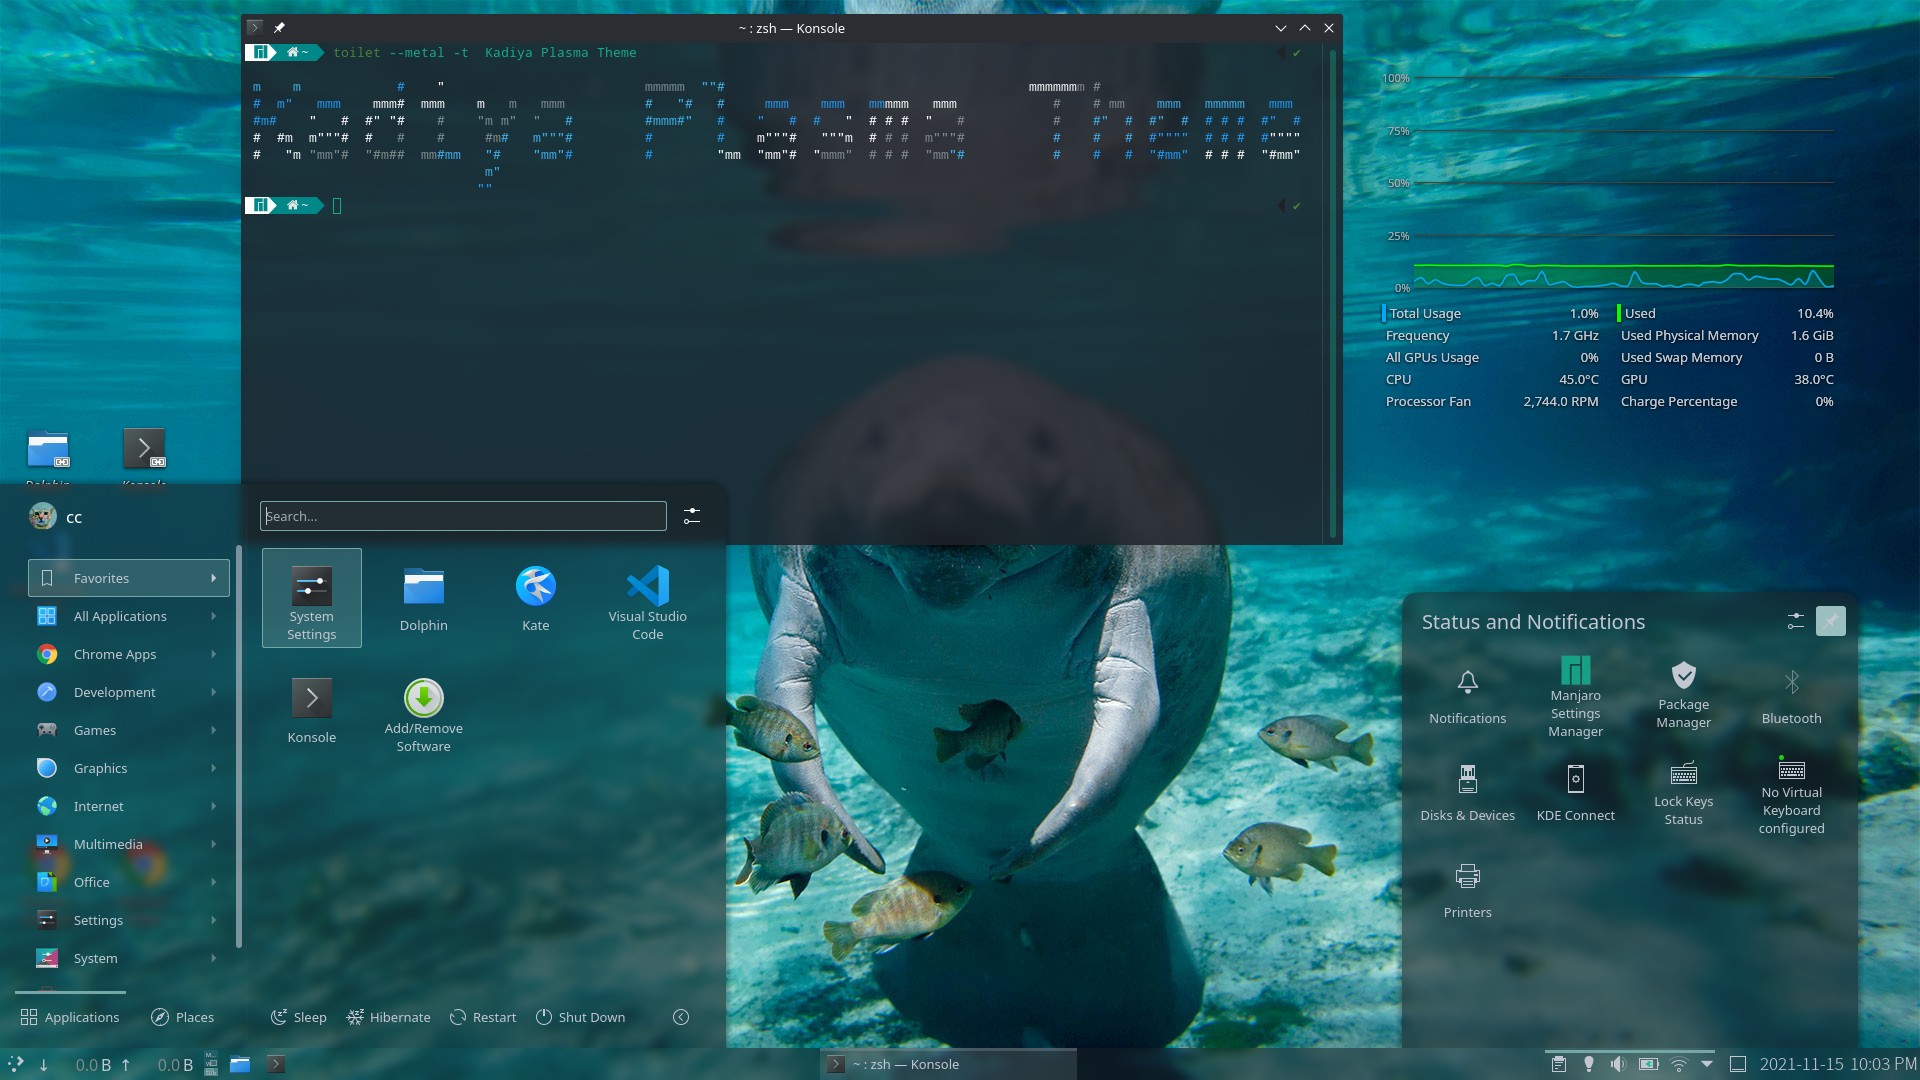 ~ : zsh — Konsole
~ toilet --metal -t  Kadiya Plasma Theme ✔
Kadiya Plasma Theme
~ ✔
100%
75%
50%
25%
0%
Total Usage 1.0% Used 10.4%
Frequency 1.7 GHz Used Physical Memory 1.6 GiB
All GPUs Usage 0% Used Swap Memory 0 B
CPU 45.0°C GPU 38.0°C
Processor Fan 2,744.0 RPM Charge Percentage 0%
Dolphin Konsole
cc
Search...
Favorites
All Applications
Chrome Apps
Development
Games
Graphics
Internet
Multimedia
Office
Settings
System
System
Settings
Dolphin
Kate
Visual Studio
Code
Konsole
Add/Remove
Software
Applications Places
Sleep Hibernate Restart Shut Down
Status and Notifications
Notifications
Manjaro
Settings
Manager
Package
Manager
Bluetooth
Disks & Devices
KDE Connect
Lock Keys
Status
No Virtual
Keyboard
configured
Printers
↓ 0.0 B ↑ 0.0 B
~ : zsh — Konsole
2021-11-15 10:03 PM